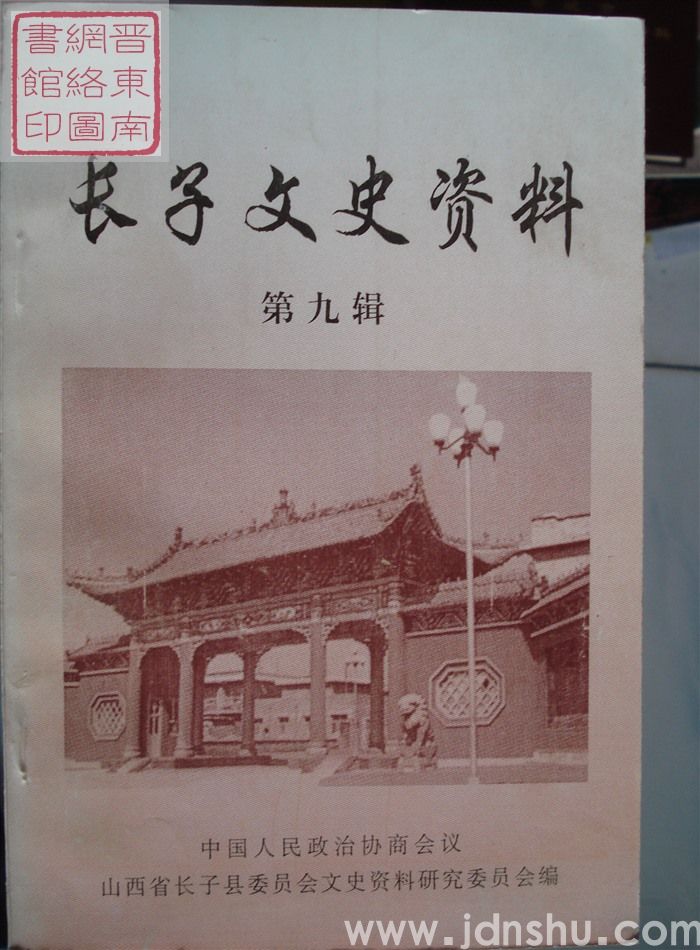 晋東南
網絡圖
書館印
长子文史资料
第九辑
中国人民政治协商会议
山西省长子县委员会文史资料研究委员会编
www.jdnshu.com